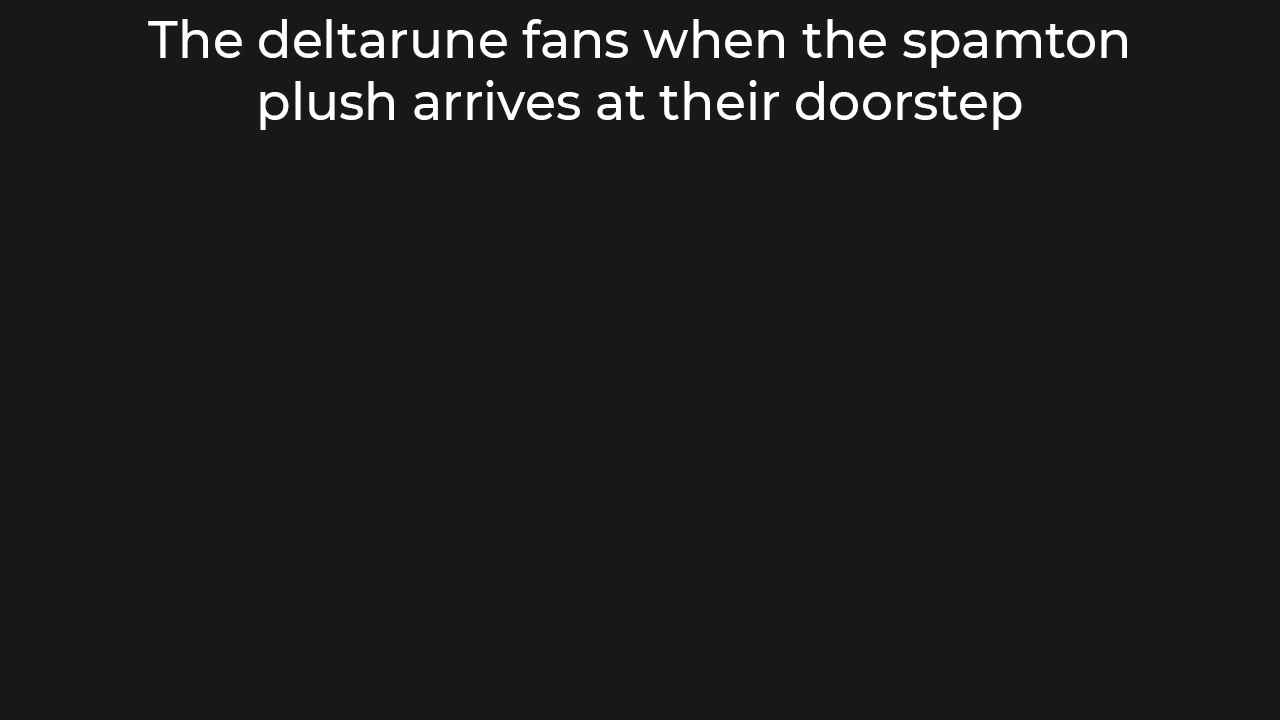 The deltarune fans when the spamton
plush arrives at their doorstep